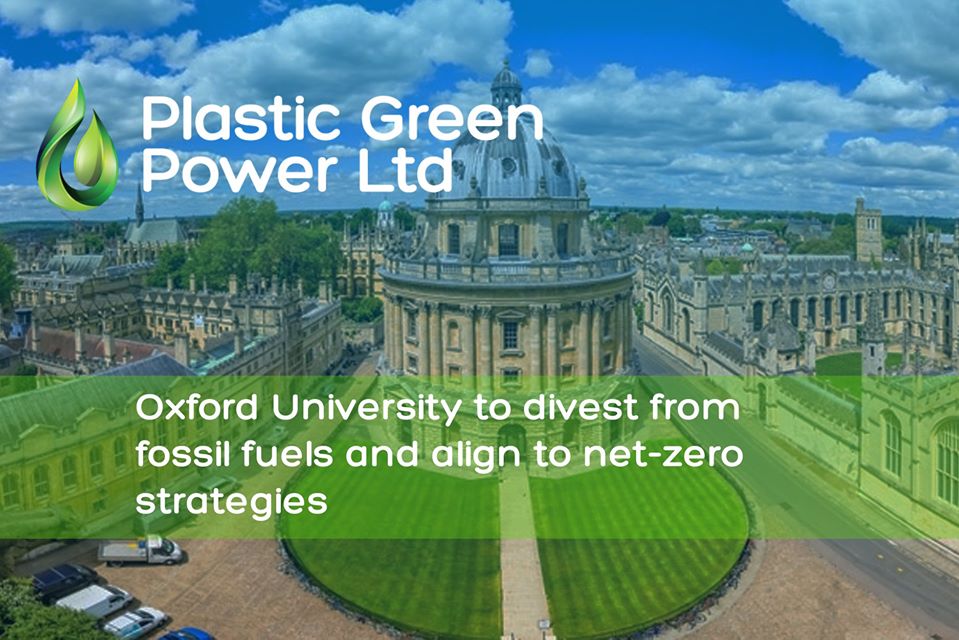 Plastic Green
Power Ltd
Oxford University to divest from
fossil fuels and align to net-zero
strategies